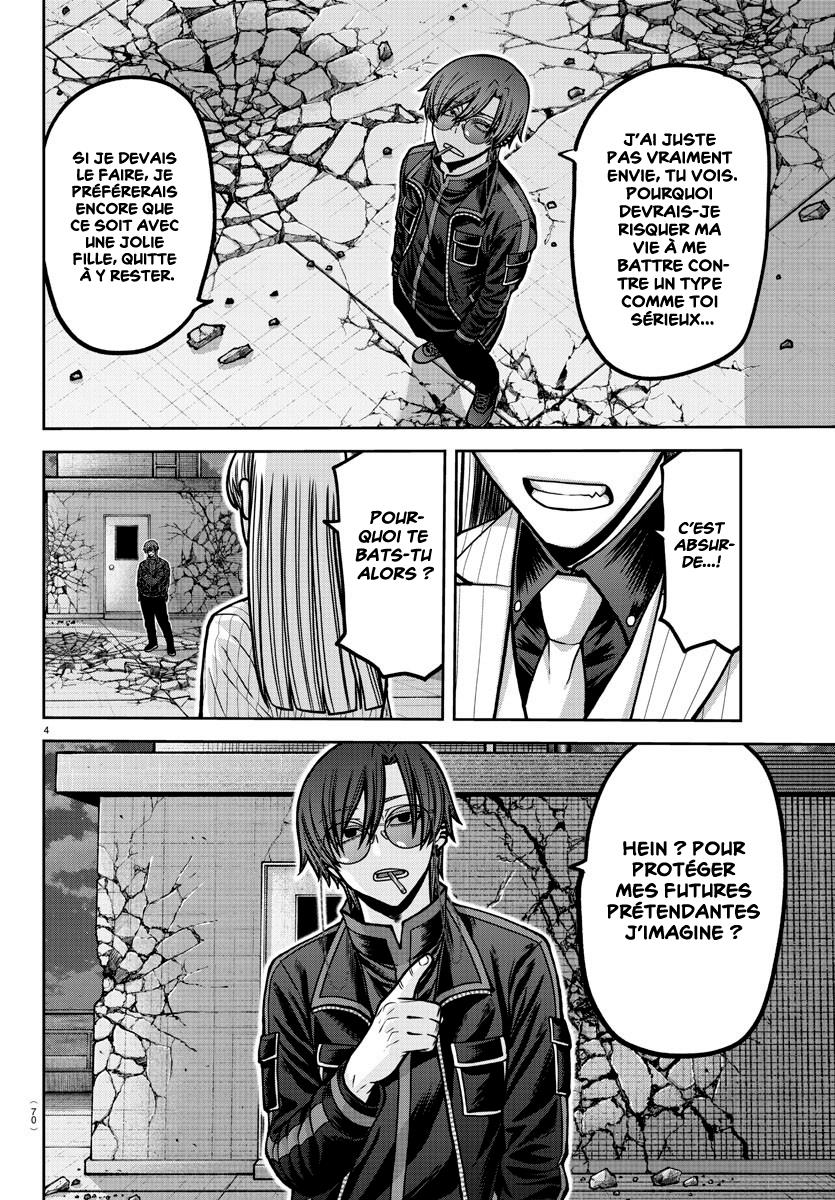 J'AI JUSTE
PAS VRAIMENT
ENVIE, TU VOIS.
POURQUOI
DEVRAIS-JE
RISQUER MA
VIE À ME
BATTRE CON-
TRE UN TYPE
COMME TOI
SÉRIEUX...
SI JE DEVAIS
LE FAIRE, JE
PRÉFÉRERAIS
ENCORE QUE
CE SOIT AVEC
UNE JOLIE
FILLE, QUITTE
À Y RESTER.
C'EST
ABSUR-
DE...!
POUR-
QUOI TE
BATS-TU
ALORS ?
4
HEIN ? POUR
PROTÉGER
MES FUTURES
PRÉTENDANTES
J'IMAGINE ?
(70)